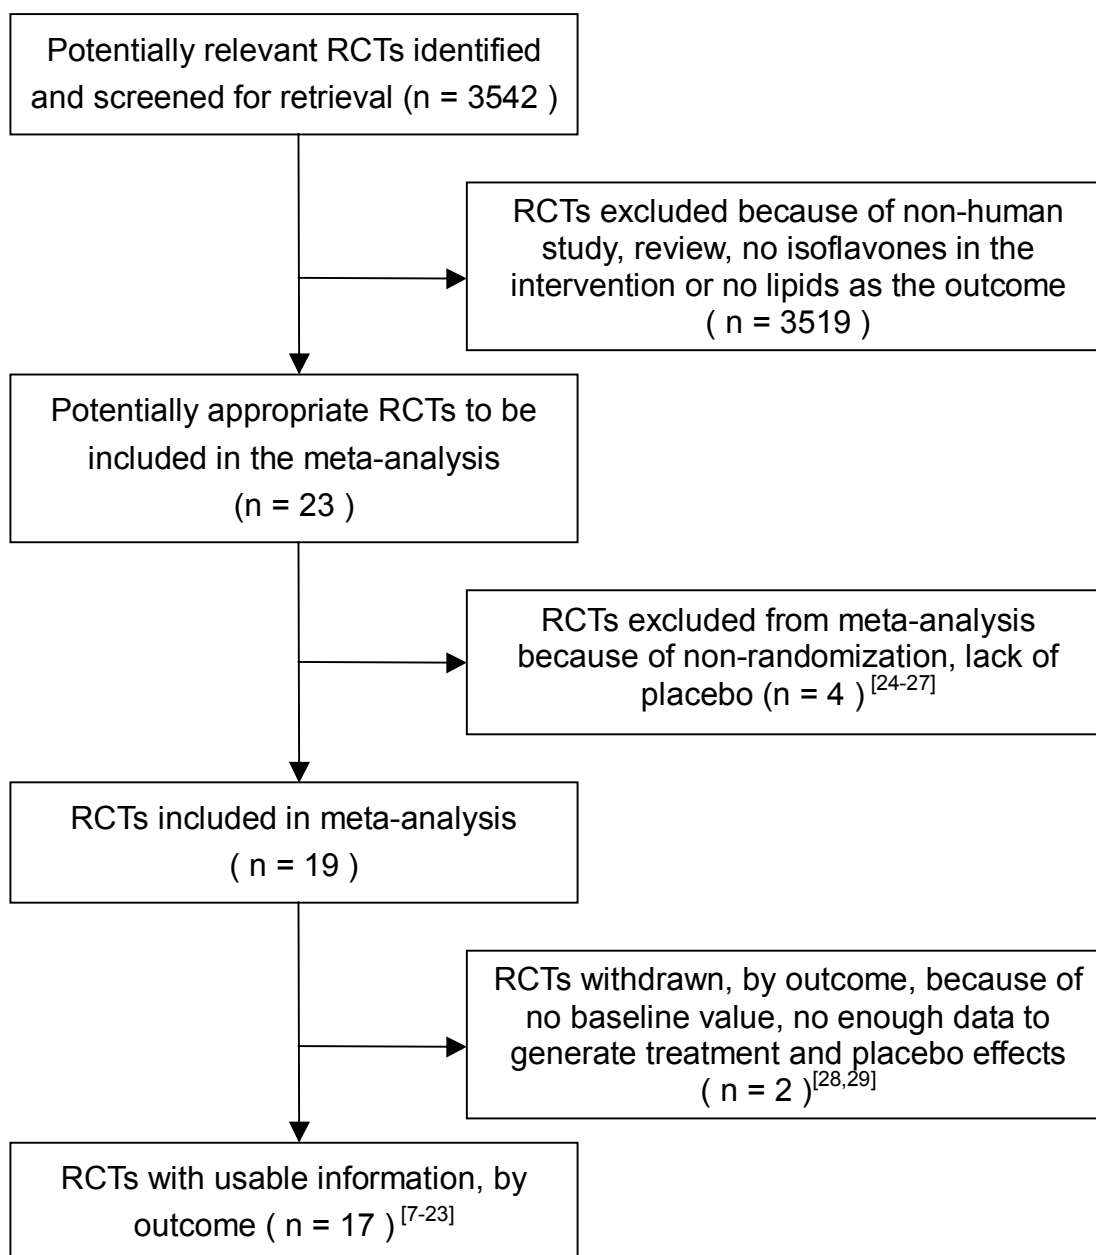 Potentially relevant RCTs identified
and screened for retrieval (n = 3542 )
RCTs excluded because of non-human
study, review, no isoflavones in the
intervention or no lipids as the outcome
( n = 3519 )
Potentially appropriate RCTs to be
included in the meta-analysis
(n = 23 )
RCTs excluded from meta-analysis
because of non-randomization, lack of
placebo (n = 4 ) [24-27]
RCTs included in meta-analysis
( n = 19 )
RCTs withdrawn, by outcome, because of
no baseline value, no enough data to
generate treatment and placebo effects
( n = 2 )[28,29]
RCTs with usable information, by
outcome ( n = 17 ) [7-23]